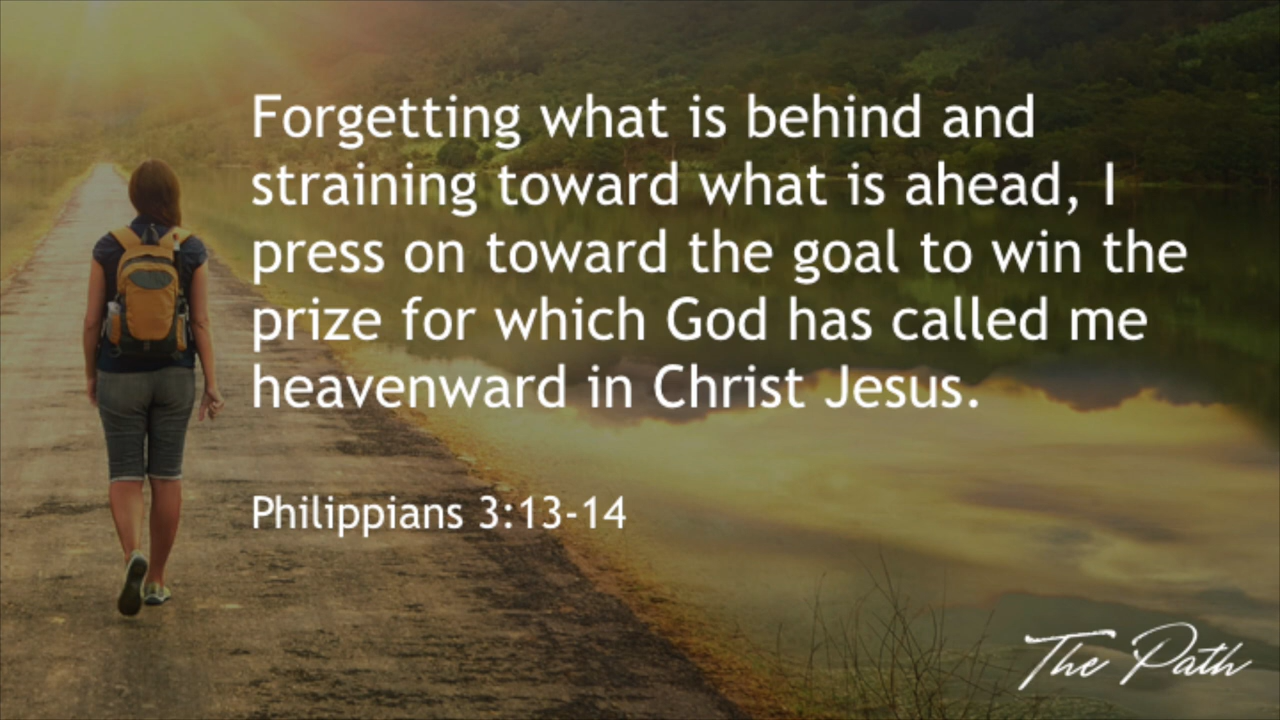 Forgetting what is behind and
straining toward what is ahead, I
press on toward the goal to win the
prize for which God has called me
heavenward in Christ Jesus.
Philippians 3:13-14
The Path